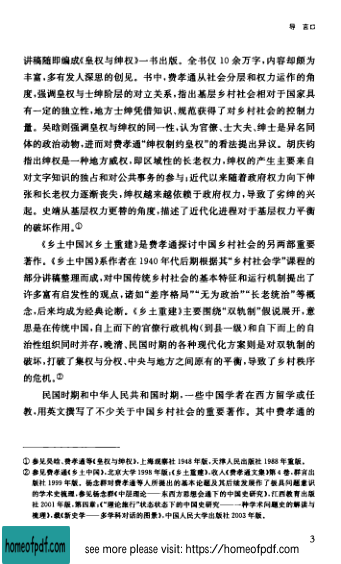 导 言□
讲稿随即编成《皇权与绅权》一书出版。全书仅 10 余万字,内容却颇为
丰富,多有发人深思的创见。书中,费孝通从社会分层和权力运作的角
度,强调皇权与士绅阶层的对立关系,指出基层乡村社会相对于国家具
有一定的独立性,地方士绅凭借知识、规范获得了对乡村社会的控制力
量。吴晗则强调皇权与绅权的同一性,认为官僚、士大夫、绅士是异名同
体的政治动物,进而对费孝通“绅权制约皇权”的看法提出异议。胡庆钧
指出绅权是一种地方威权,即区域性的长老权力,绅权的产生主要来自
对文字知识的独占和对公共事务的参与;近代以来随着政府权力向下伸
张和长老权力逐渐丧失,绅权越来越依赖于政府权力,导致了劣绅的兴
起。史靖从基层权力更替的角度,描述了近代化进程对于基层权力平衡
的破坏作用。①
《乡土中国》《乡土重建》是费孝通探讨中国乡村社会的另两部重要
著作。《乡土中国》系作者在 1940 年代后期根据其“乡村社会学”课程的
部分讲稿整理而成,对中国传统乡村社会的基本特征和运行机制提出了
许多富有启发性的观点,诸如“差序格局”“无为政治”“长老统治”等概
念,后来均成为经典论断。《乡土重建》主要围绕“双轨制”假说展开,意
思是在传统中国,自上而下的官僚行政机构(到县一级)和自下而上的自
治性组织同时并存,晚清、民国时期的各种现代化方案则是对双轨制的
破坏,打破了集权与分权、中央与地方之间原有的平衡,导致了乡村秩序
的危机。②
民国时期和中华人民共和国时期,一些中国学者在西方留学或任
教,用英文撰写了不少关于中国乡村社会的重要著作。其中费孝通的
① 参见吴晗、费孝通等《皇权与绅权》,上海观察社 1948 年版,天津人民出版社 1988 年重版。
② 参见费孝通《乡土中国》,北京大学 1998 年版;《乡土重建》,收入《费孝通文集》第 4 卷,群言出
版社 1999 年版。杨念群对费孝通等人所提出的基本论题及其后续发展作了极具问题意识
的学术史梳理,参见杨念群《中层理论——东西方思想会通下的中国史研究》,江西教育出版
社 2001 年版,第四章;《“理论旅行”状态下的中国史研究——一种学术问题史的解读与
梳理》,载《新史学——多学科对话的图景》,中国人民大学出版社 2003 年版。
3
homeofpdf.com
see more please visit: https://homeofpdf.com